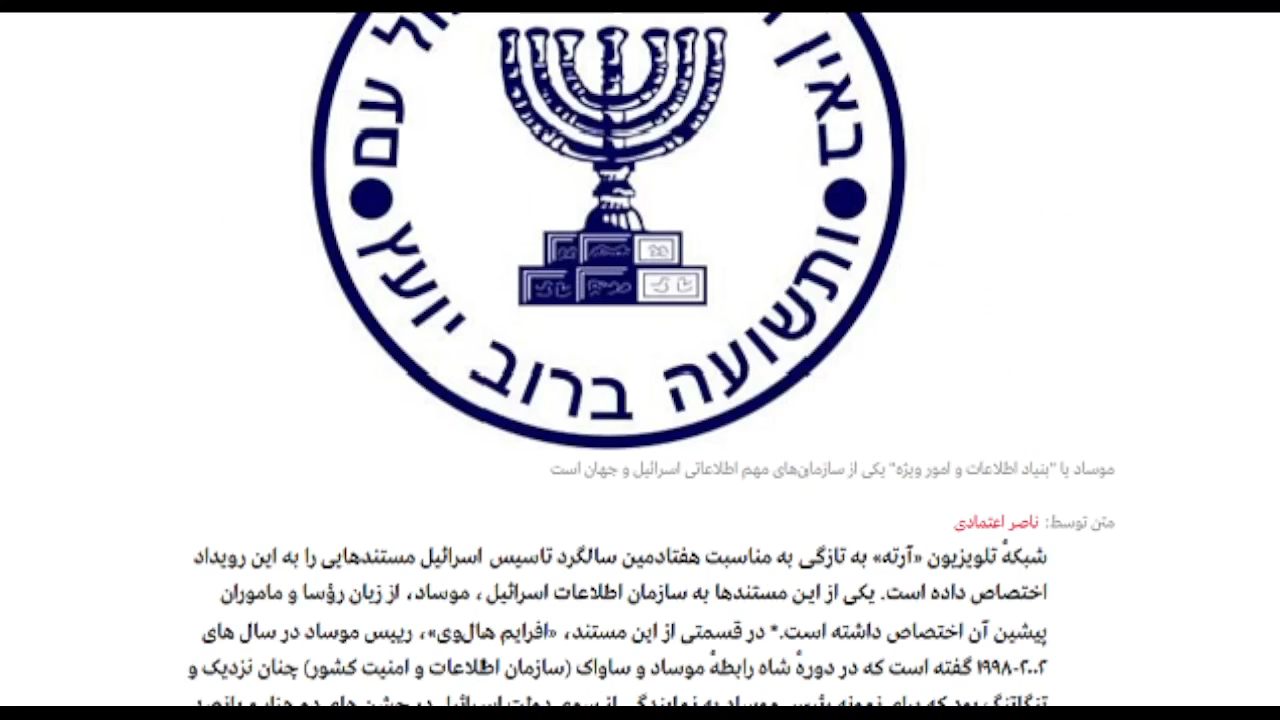 באין
ל עם
ותשועה ברוב יועץ
موساد یا "بنیاد اطلاعات و امور ویژه" یکی از سازمان‌های مهم اطلاعاتی اسرائیل و جهان است
متن توسط: ناصر اعتمادی
شبکهٔ تلویزیون «آرته» به تازگی به مناسبت هفتادمین سالگرد تاسیس اسرائیل مستندهایی را به این رویداد
اختصاص داده است. یکی از این مستندها به سازمان اطلاعات اسرائیل، موساد، از زبان رؤسا و ماموران
پیشین آن اختصاص داشته است.* در قسمتی از این مستند، «افرایم هال‌وی»، رییس موساد در سال های
۱۹۹۸-۲۰۰۲ گفته است که در دورهٔ شاه رابطهٔ موساد و ساواک (سازمان اطلاعات و امنیت کشور) چنان نزدیک و